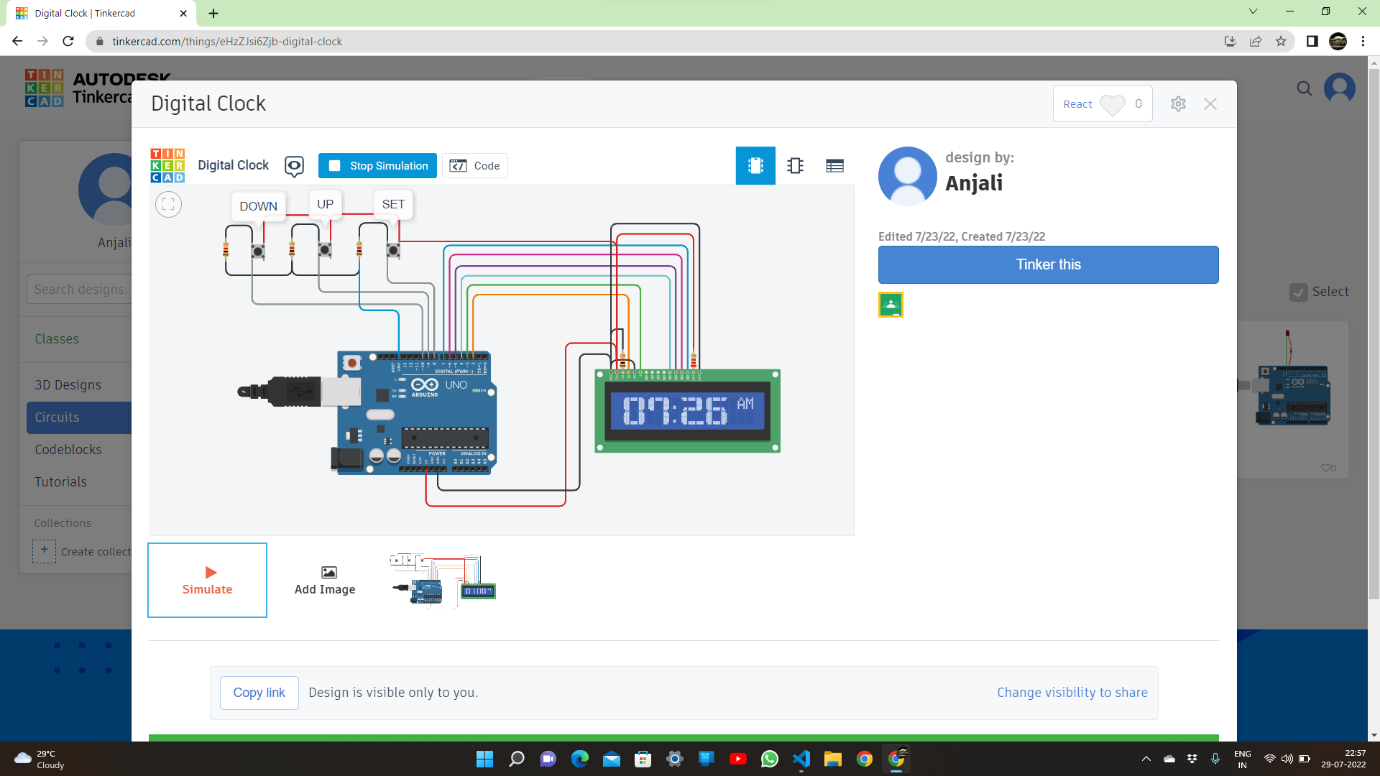 Digital Clock | Tinkercad
tinkercad.com/things/eHzZJsi6Zjb-digital-clock
TINKERCAD
AUTODESK
Tinkerca
Digital Clock
React 0
TINKERCAD
Digital Clock
Stop Simulation
Code
design by:
Anjali
Edited 7/23/22, Created 7/23/22
Tinker this
DOWN
UP
SET
DIGITAL (PWM ~)
UNO
ARDUINO
POWER
ANALOG IN
07:26 AM
Anjali
Search designs..
Classes
3D Designs
Circuits
Codeblocks
Tutorials
Collections
+ Create collect
Select
0
Simulate
Add Image
Copy link
Design is visible only to you.
Change visibility to share
29°C
Cloudy
ENG
IN
22:57
29-07-2022